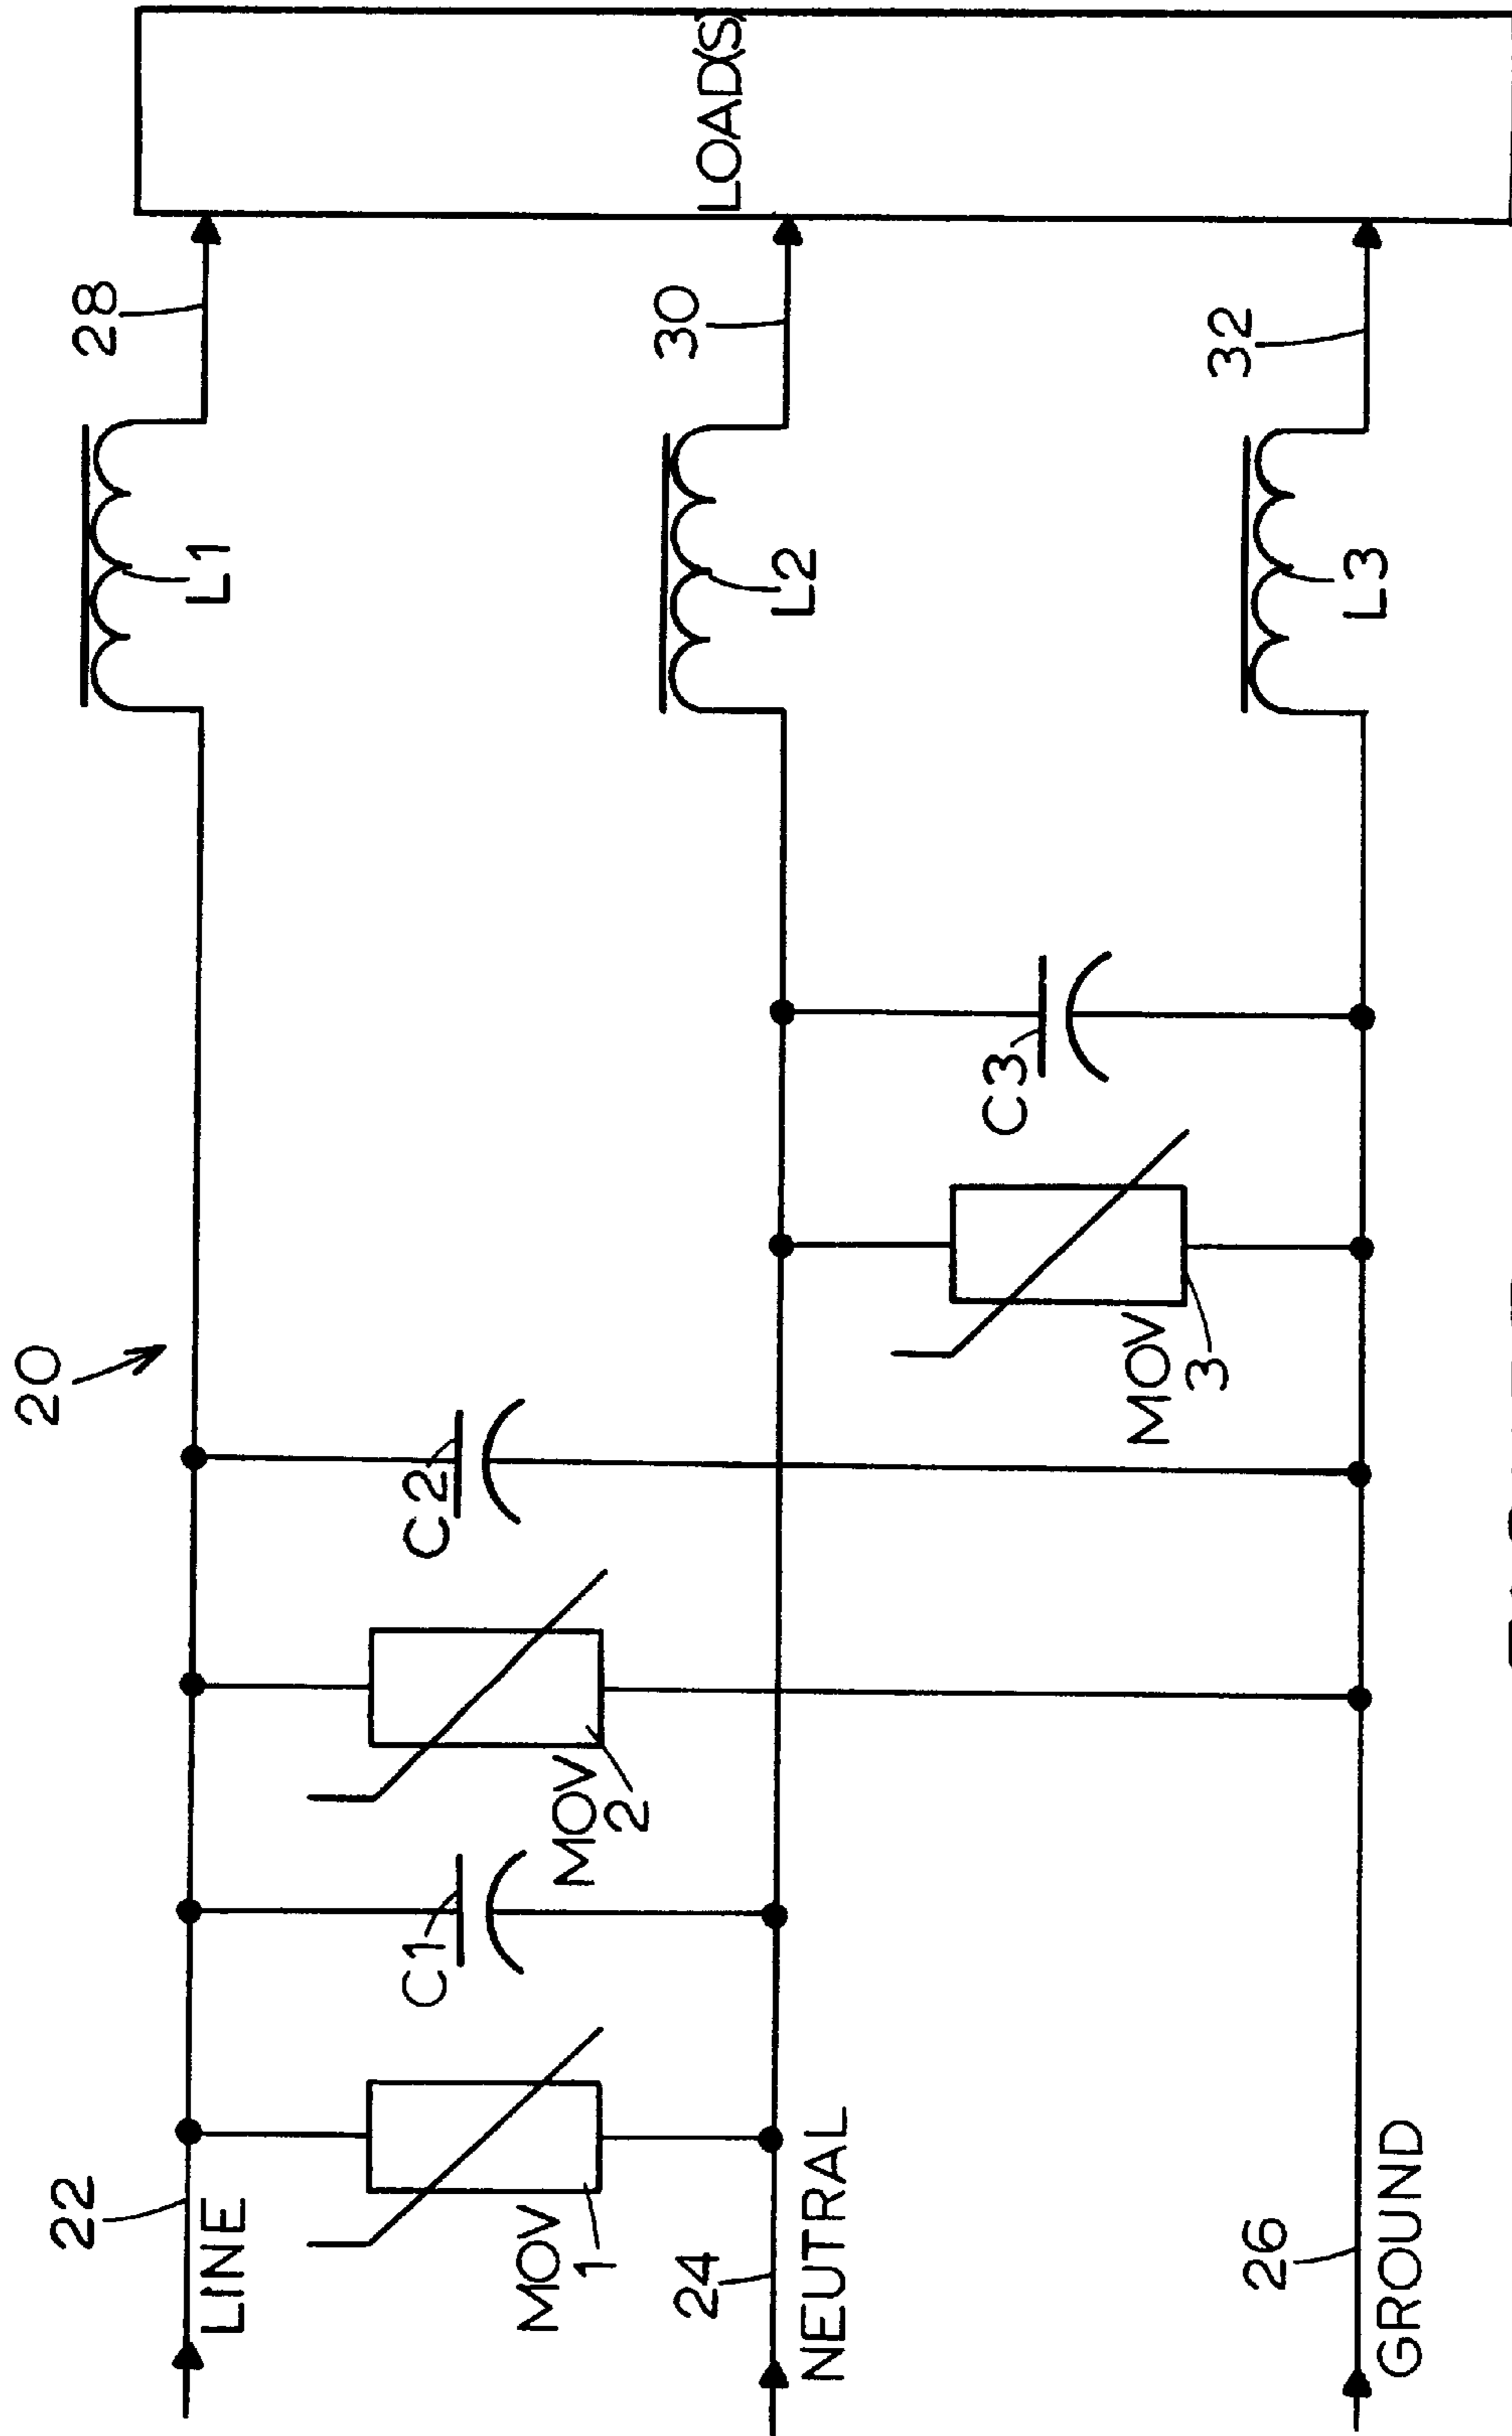 20
22
LINE
MOV
1
C1
MOV
2
C2
L1
28
24
NEUTRAL
MOV
3
C3
L2
30
LOAD(S)
26
GROUND
L3
32